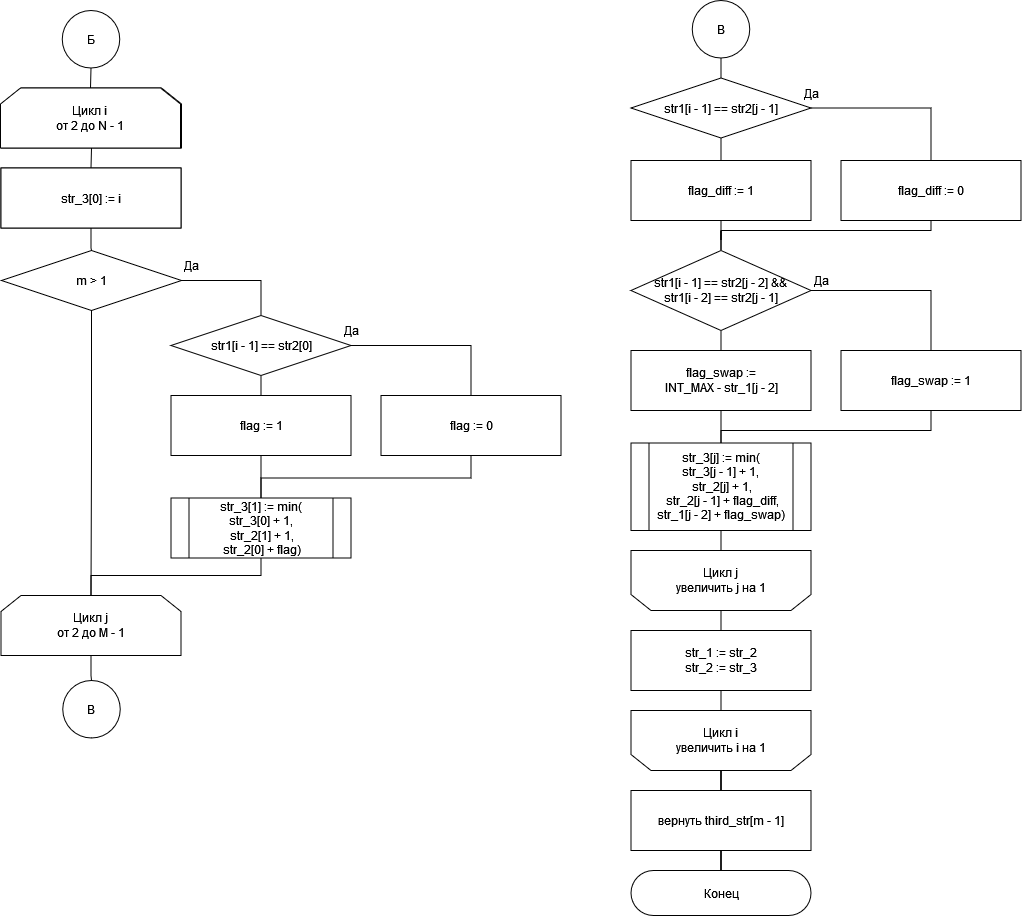 Б
Цикл i
от 2 до N - 1
str_3[0] := i
m > 1
Да
str1[i - 1] == str2[0]
Да
flag := 1
flag := 0
str_3[1] := min(
str_3[0] + 1,
str_2[1] + 1,
str_2[0] + flag)
Цикл j
от 2 до M - 1
В
В
str1[i - 1] == str2[j - 1]
Да
flag_diff := 1
flag_diff := 0
str1[i - 1] == str2[j - 2] &&
str1[i - 2] == str2[j - 1]
Да
flag_swap :=
INT_MAX - str_1[j - 2]
flag_swap := 1
str_3[j] := min(
str_3[j - 1] + 1,
str_2[j] + 1,
str_2[j - 1] + flag_diff,
str_1[j - 2] + flag_swap)
Цикл j
увеличить j на 1
str_1 := str_2
str_2 := str_3
Цикл i
увеличить i на 1
вернуть third_str[m - 1]
Конец